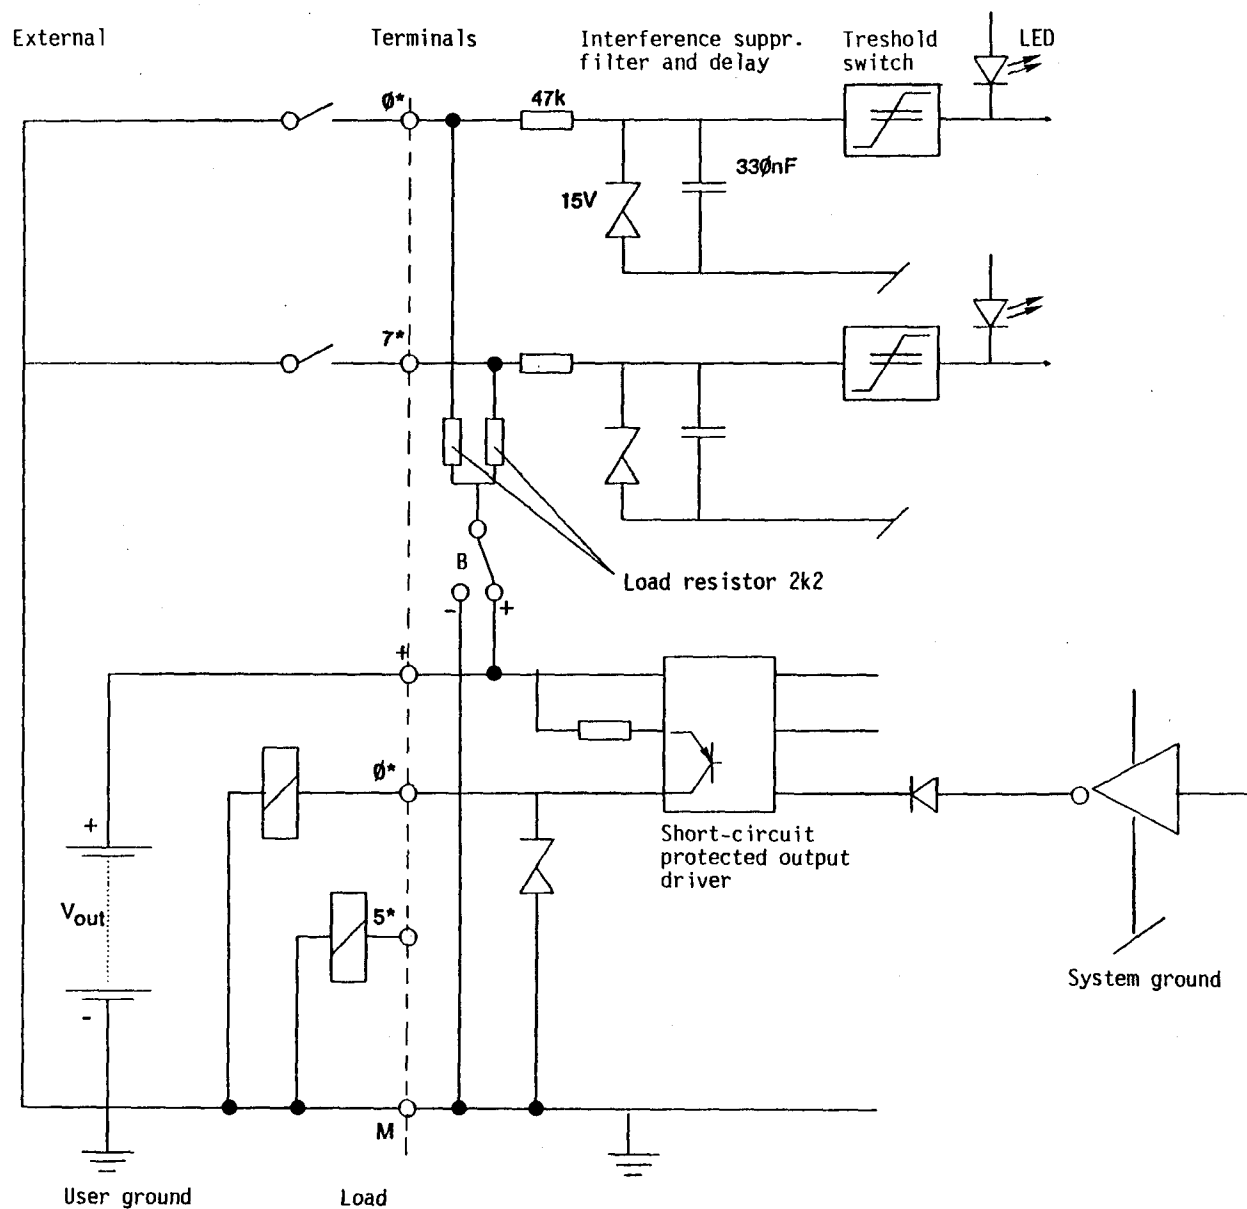 External
Terminals
Interference suppr.
filter and delay
Treshold
switch
LED
Ø*
47k
15V
33ØnF
7*
B
-
+
Load resistor 2k2
+
Ø*
+
Vout
-
5*
Short-circuit
protected output
driver
System ground
M
User ground
Load